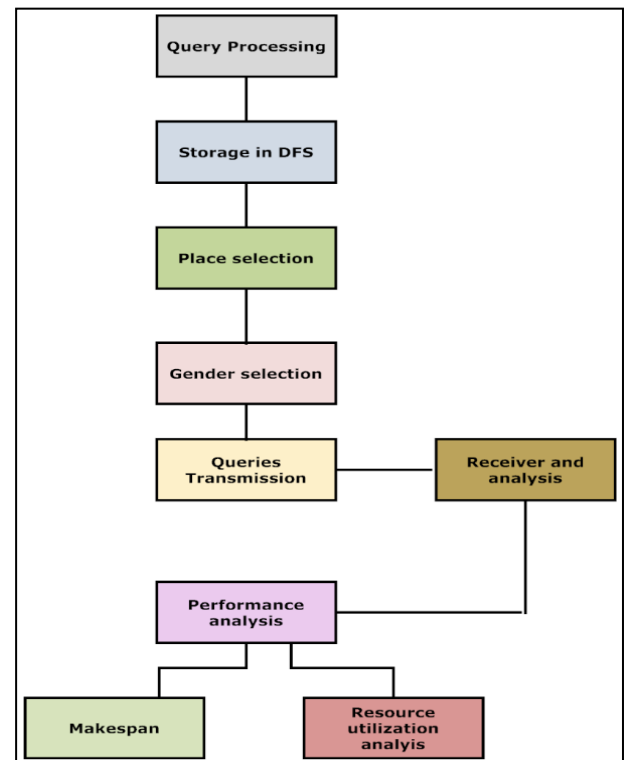 Query Processing
Storage in DFS
Place selection
Gender selection
Queries
Transmission
Receiver and
analysis
Performance
analysis
Makespan
Resource
utilization
analyis